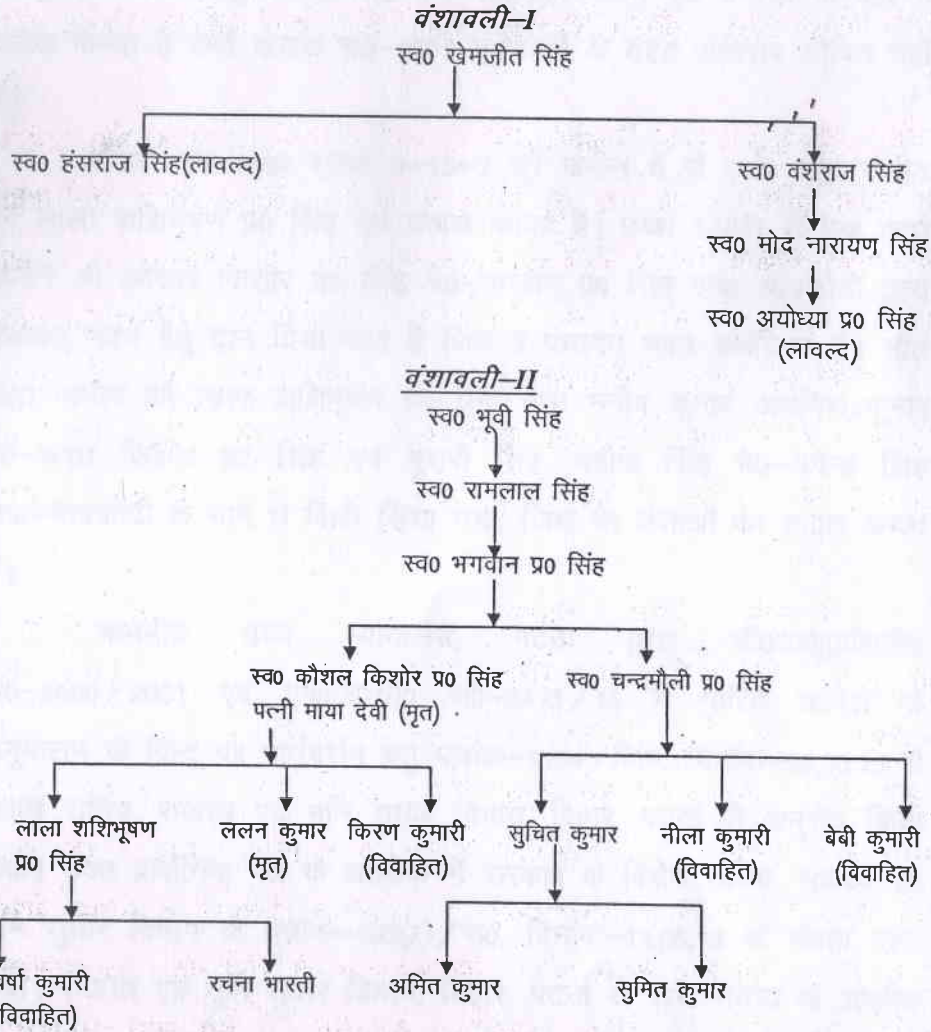 वंशावली–I
स्व0 खेमजीत सिंह
स्व0 हंसराज सिंह(लावल्द)
स्व0 वंशराज सिंह
स्व0 मोद नारायण सिंह
स्व0 अयोध्या प्र0 सिंह
(लावल्द)
वंशावली–II
स्व0 भूवी सिंह
स्व0 रामलाल सिंह
स्व0 भगवान प्र0 सिंह
स्व0 कौशल किशोर प्र0 सिंह
पत्नी माया देवी (मृत)
स्व0 चन्द्रमौली प्र0 सिंह
लाला शशिभूषण
प्र0 सिंह
ललन कुमार
(मृत)
किरण कुमारी
(विवाहित)
सुचित कुमार
नीला कुमारी
(विवाहित)
बेबी कुमारी
(विवाहित)
कुमारी
विवाहित)
रचना भारती
अमित कुमार
सुमित कुमार